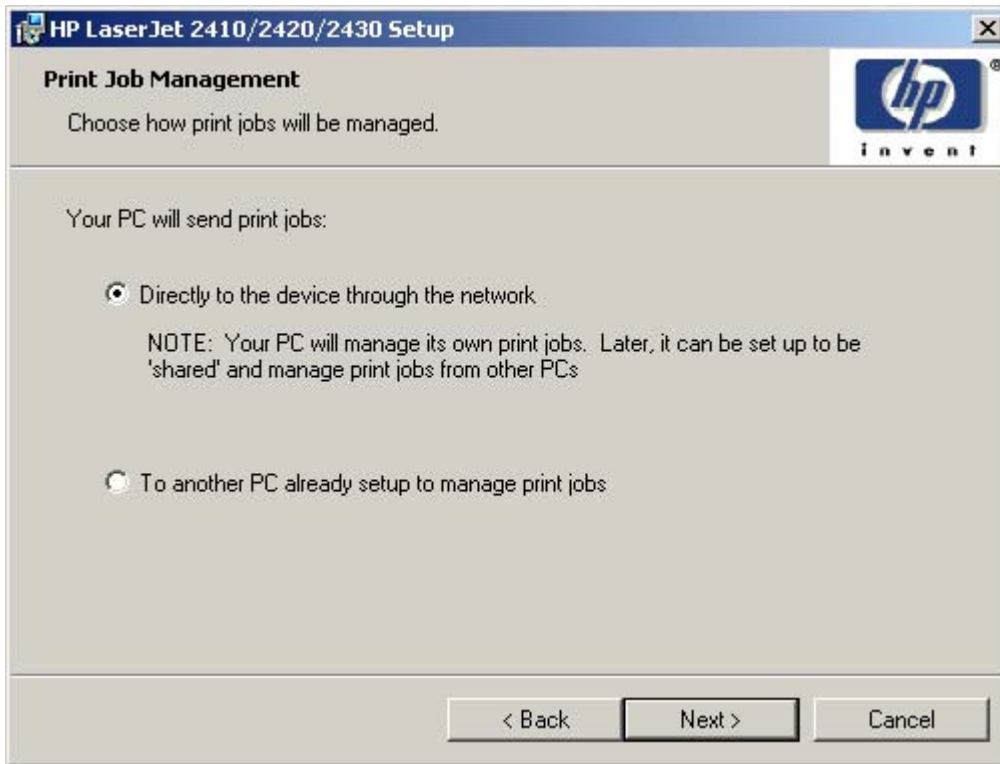 HP LaserJet 2410/2420/2430 Setup
Print Job Management
Choose how print jobs will be managed.
hp
®
invent
Your PC will send print jobs:
Directly to the device through the network
NOTE:  Your PC will manage its own print jobs.  Later, it can be set up to be
'shared' and manage print jobs from other PCs
To another PC already setup to manage print jobs
< Back
Next >
Cancel